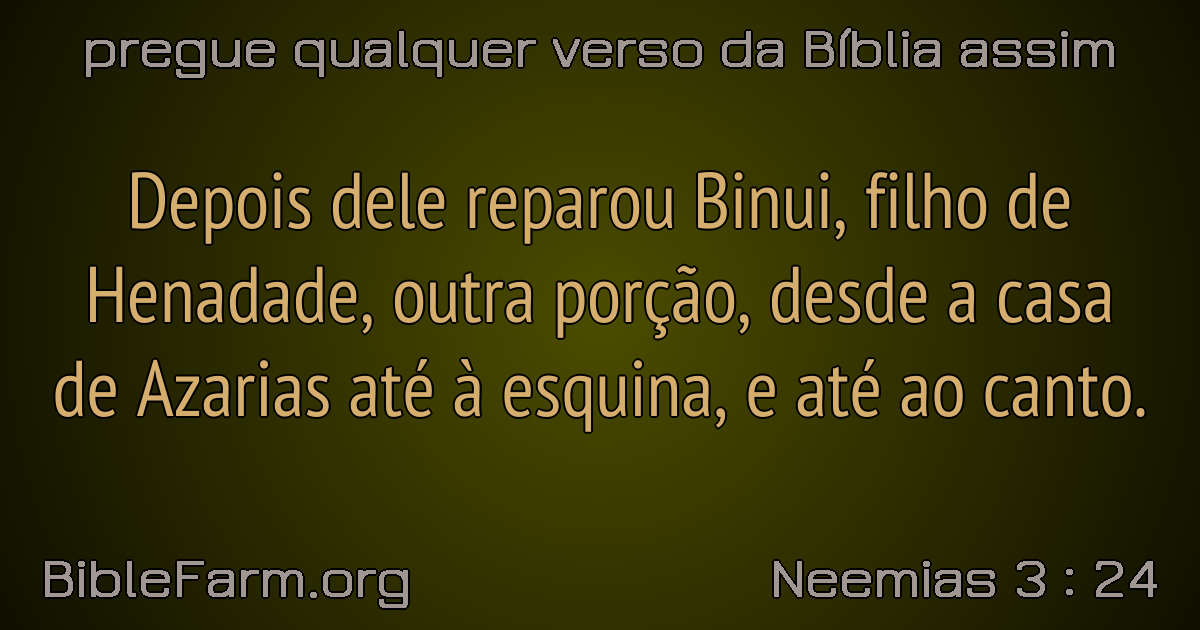 pregue qualquer verso da Bíblia assim
Depois dele reparou Binui, filho de
Henadade, outra porção, desde a casa
de Azarias até à esquina, e até ao canto.
BibleFarm.org
Neemias 3 : 24